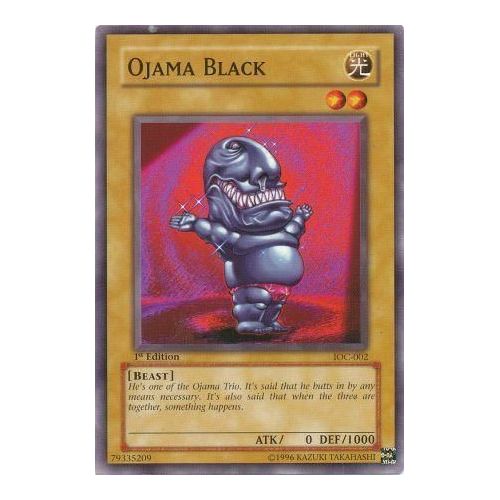 OJAMA BLACK
LIGHT
光
1st Edition
IOC-002
[BEAST]
He's one of the Ojama Trio. It's said that he butts in by any
means necessary. It's also said that when the three are
together, something happens.
ATK/ 0 DEF/1000
79335209
©1996 KAZUKI TAKAHASHI